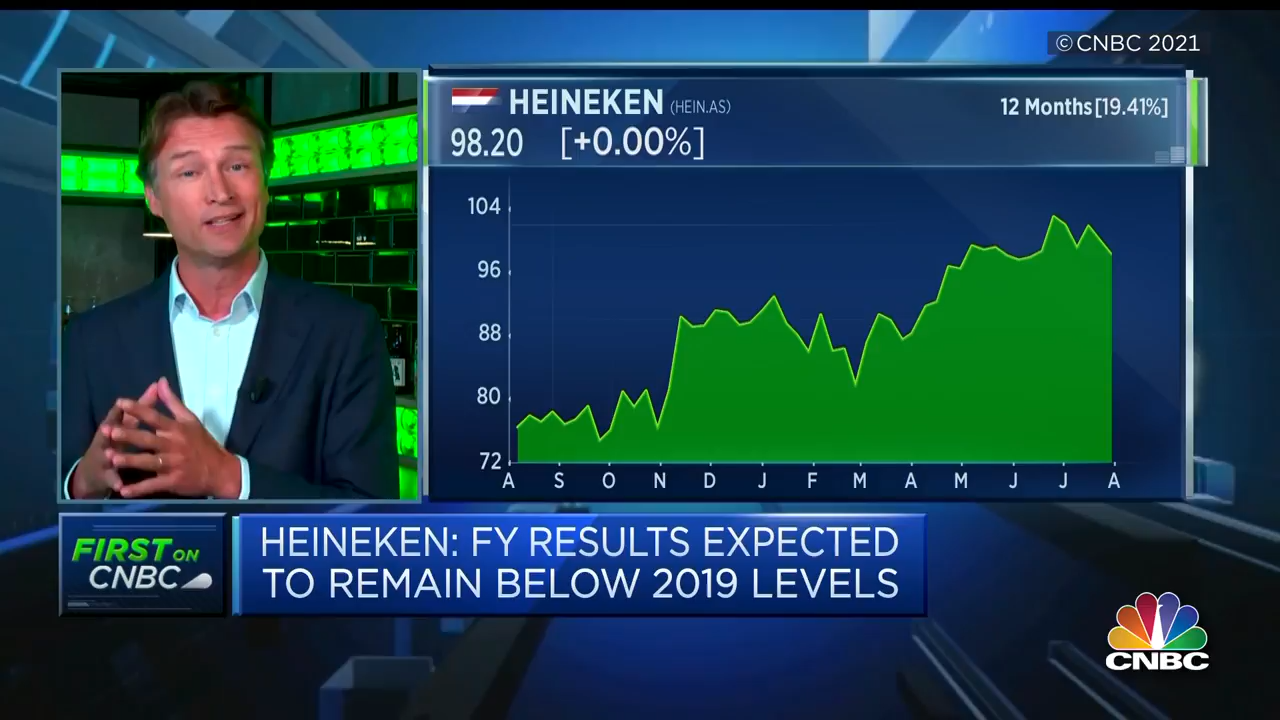 © CNBC 2021
HEINEKEN (HEIN.AS)
12 Months [19.41%]
98.20 [+0.00%]
104
96
88
80
72
A S O N D J F M A M J J A
FIRST ON
CNBC
HEINEKEN: FY RESULTS EXPECTED
TO REMAIN BELOW 2019 LEVELS
CNBC